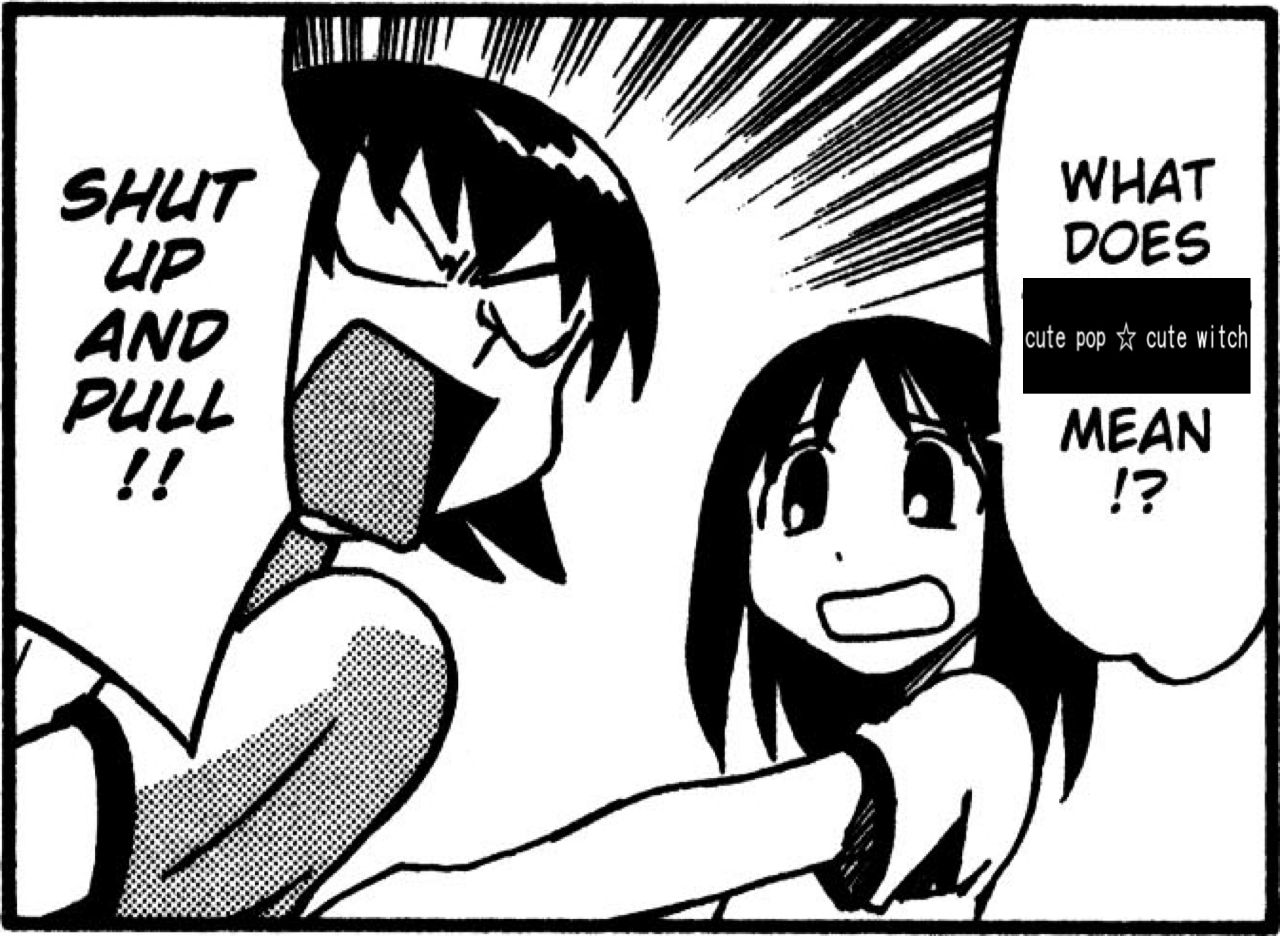 WHAT
DOES
cute pop ☆ cute witch
MEAN
!?
SHUT
UP
AND
PULL
!!